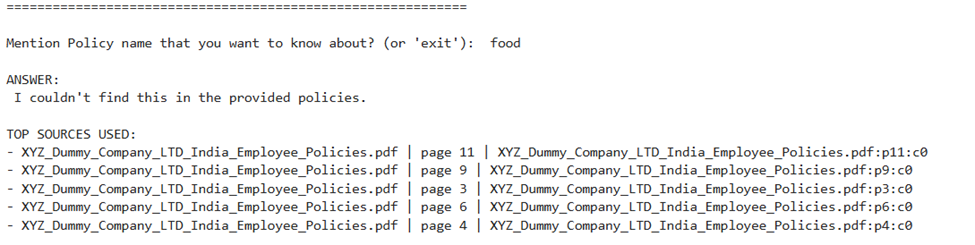 ============================================================
Mention Policy name that you want to know about? (or 'exit'):  food
ANSWER:
I couldn't find this in the provided policies.
TOP SOURCES USED:
- XYZ_Dummy_Company_LTD_India_Employee_Policies.pdf | page 11 | XYZ_Dummy_Company_LTD_India_Employee_Policies.pdf:p11:c0
- XYZ_Dummy_Company_LTD_India_Employee_Policies.pdf | page 9 | XYZ_Dummy_Company_LTD_India_Employee_Policies.pdf:p9:c0
- XYZ_Dummy_Company_LTD_India_Employee_Policies.pdf | page 3 | XYZ_Dummy_Company_LTD_India_Employee_Policies.pdf:p3:c0
- XYZ_Dummy_Company_LTD_India_Employee_Policies.pdf | page 6 | XYZ_Dummy_Company_LTD_India_Employee_Policies.pdf:p6:c0
- XYZ_Dummy_Company_LTD_India_Employee_Policies.pdf | page 4 | XYZ_Dummy_Company_LTD_India_Employee_Policies.pdf:p4:c0